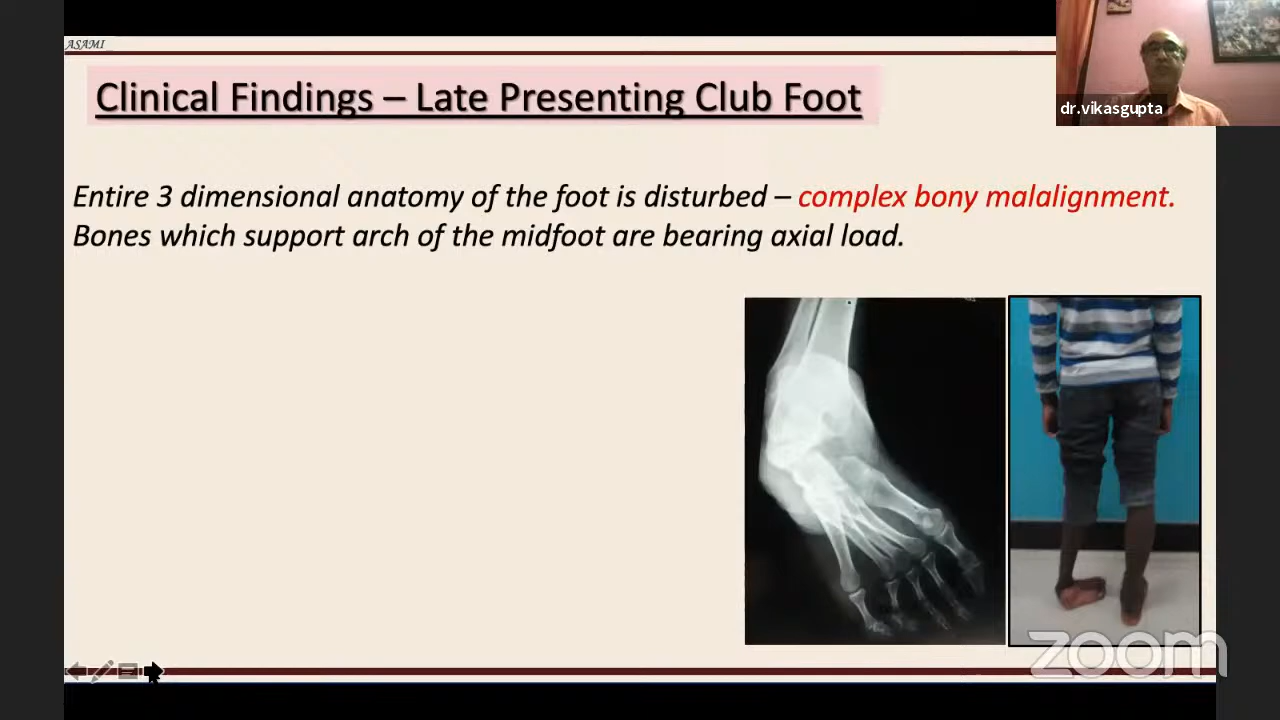 ASAMI
Clinical Findings – Late Presenting Club Foot
dr.vikasgupta
Entire 3 dimensional anatomy of the foot is disturbed – complex bony malalignment.
Bones which support arch of the midfoot are bearing axial load.
zoom